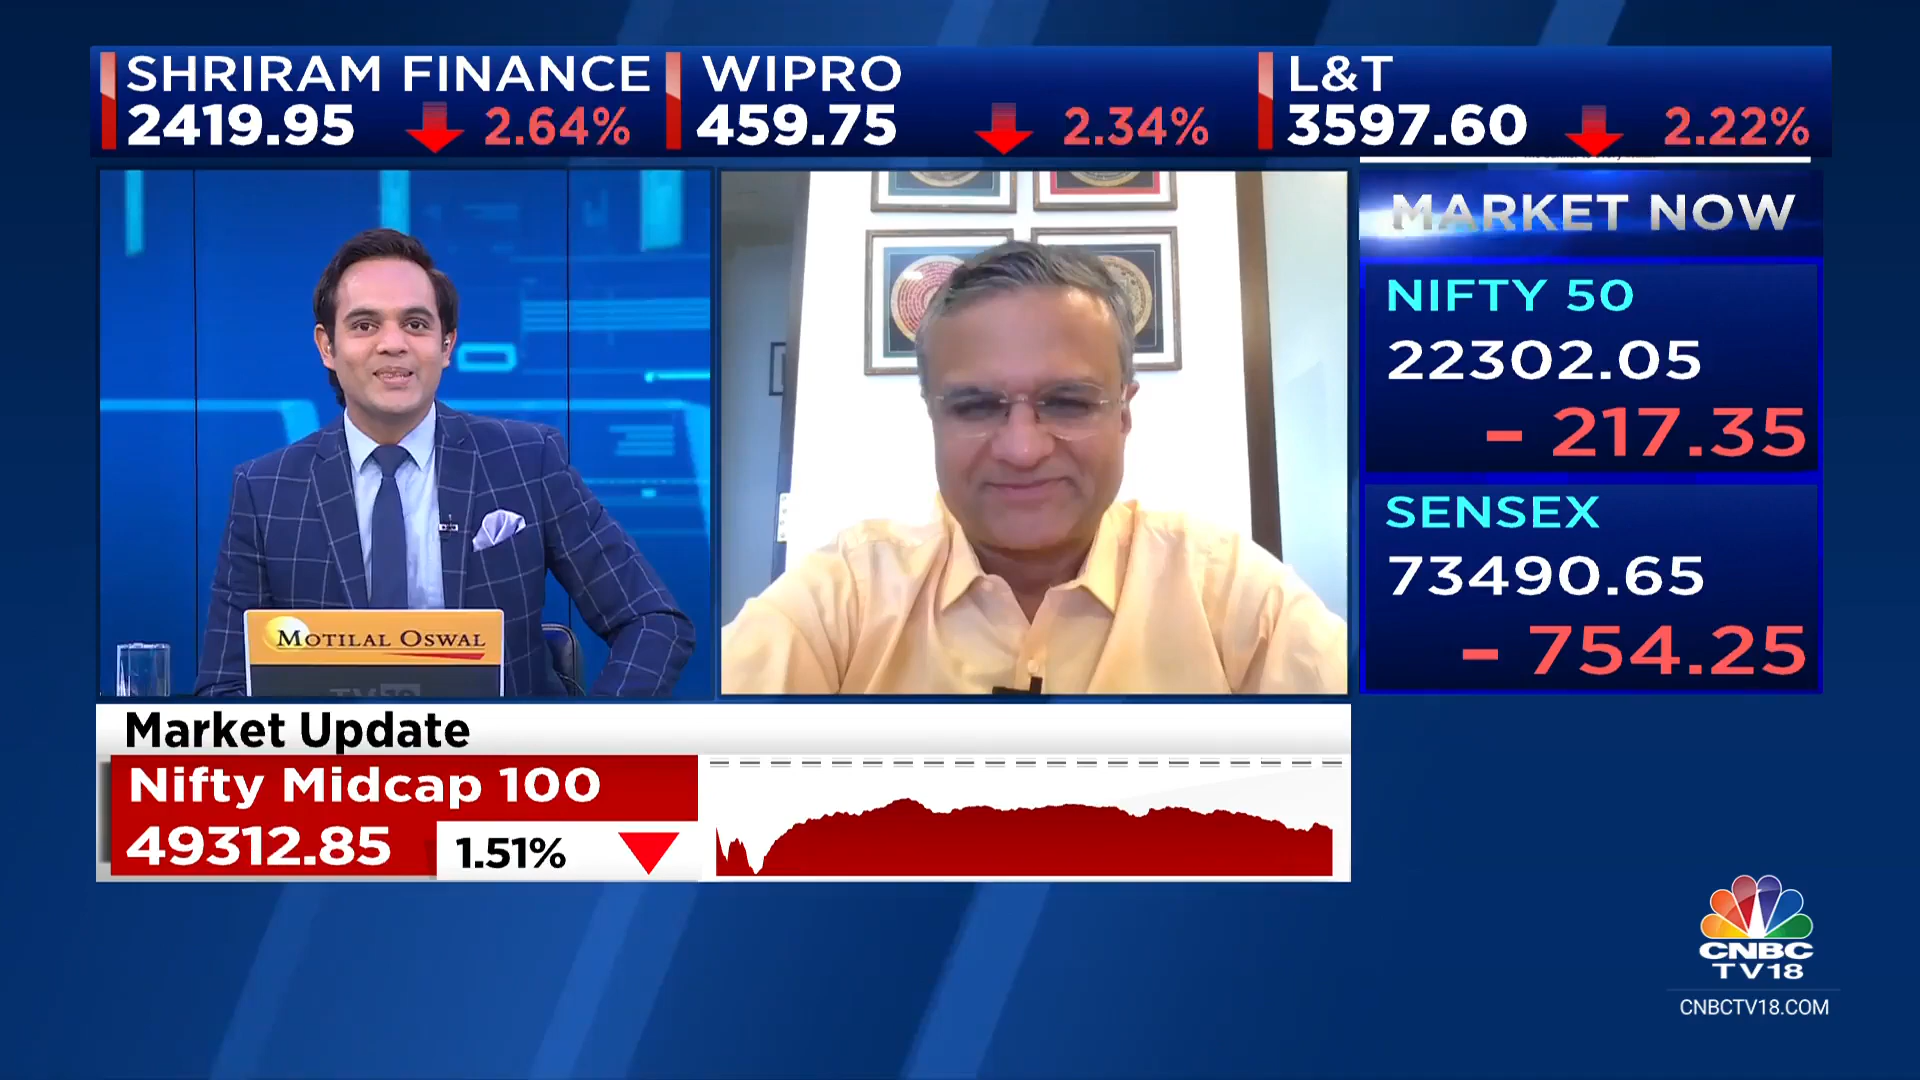 SHRIRAM FINANCE
2419.95 2.64%
WIPRO
459.75 2.34%
L&T
3597.60 2.22%
MARKET NOW
NIFTY 50
22302.05
- 217.35
SENSEX
73490.65
- 754.25
MOTILAL OSWAL
TV18
Market Update
Nifty Midcap 100
49312.85 1.51%
CNBC
TV18
CNBCTV18.COM